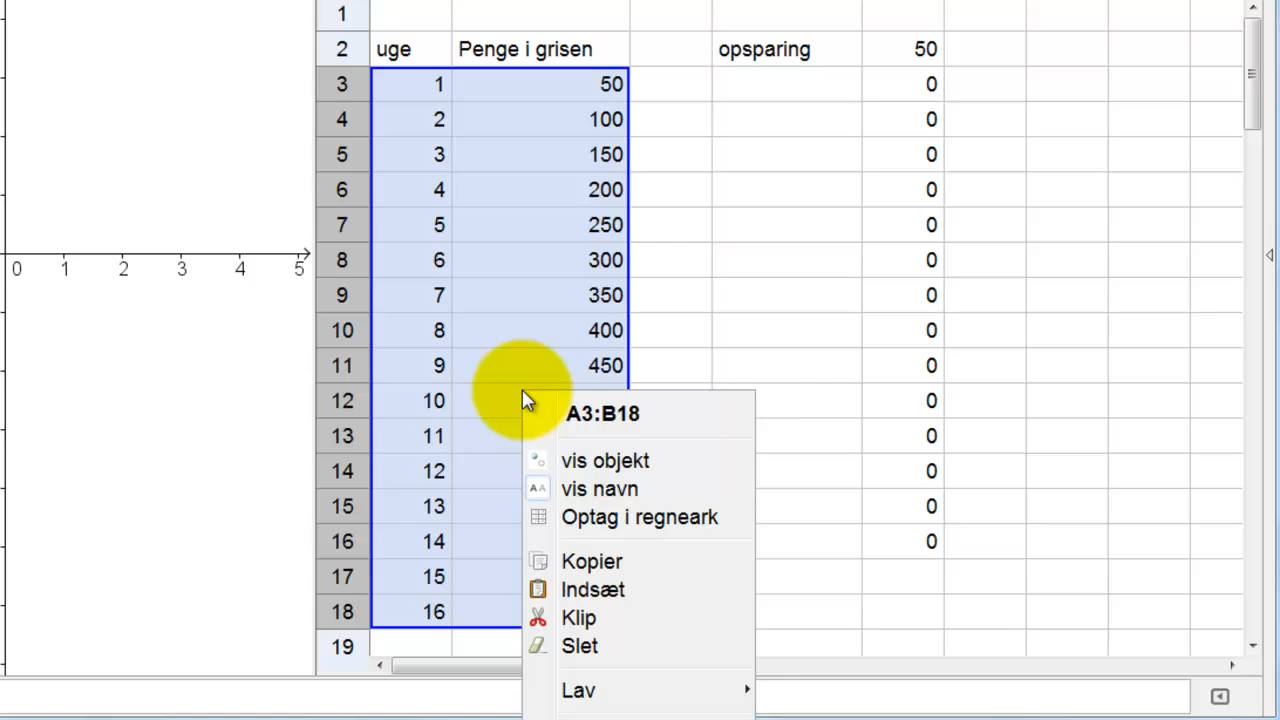 1
2 uge Penge i grisen opsparing 50
3 1 50 0
4 2 100 0
5 3 150 0
6 4 200 0
7 5 250 0
8 6 300 0
0 1 2 3 4 5
9 7 350 0
10 8 400 0
11 9 450 0
12 10 0
A3:B18
13 11 0
vis objekt
14 12 0
vis navn
15 13 0
Optag i regneark
16 14 0
Kopier
17 15
Indsæt
18 16
Klip
19
Slet
Lav